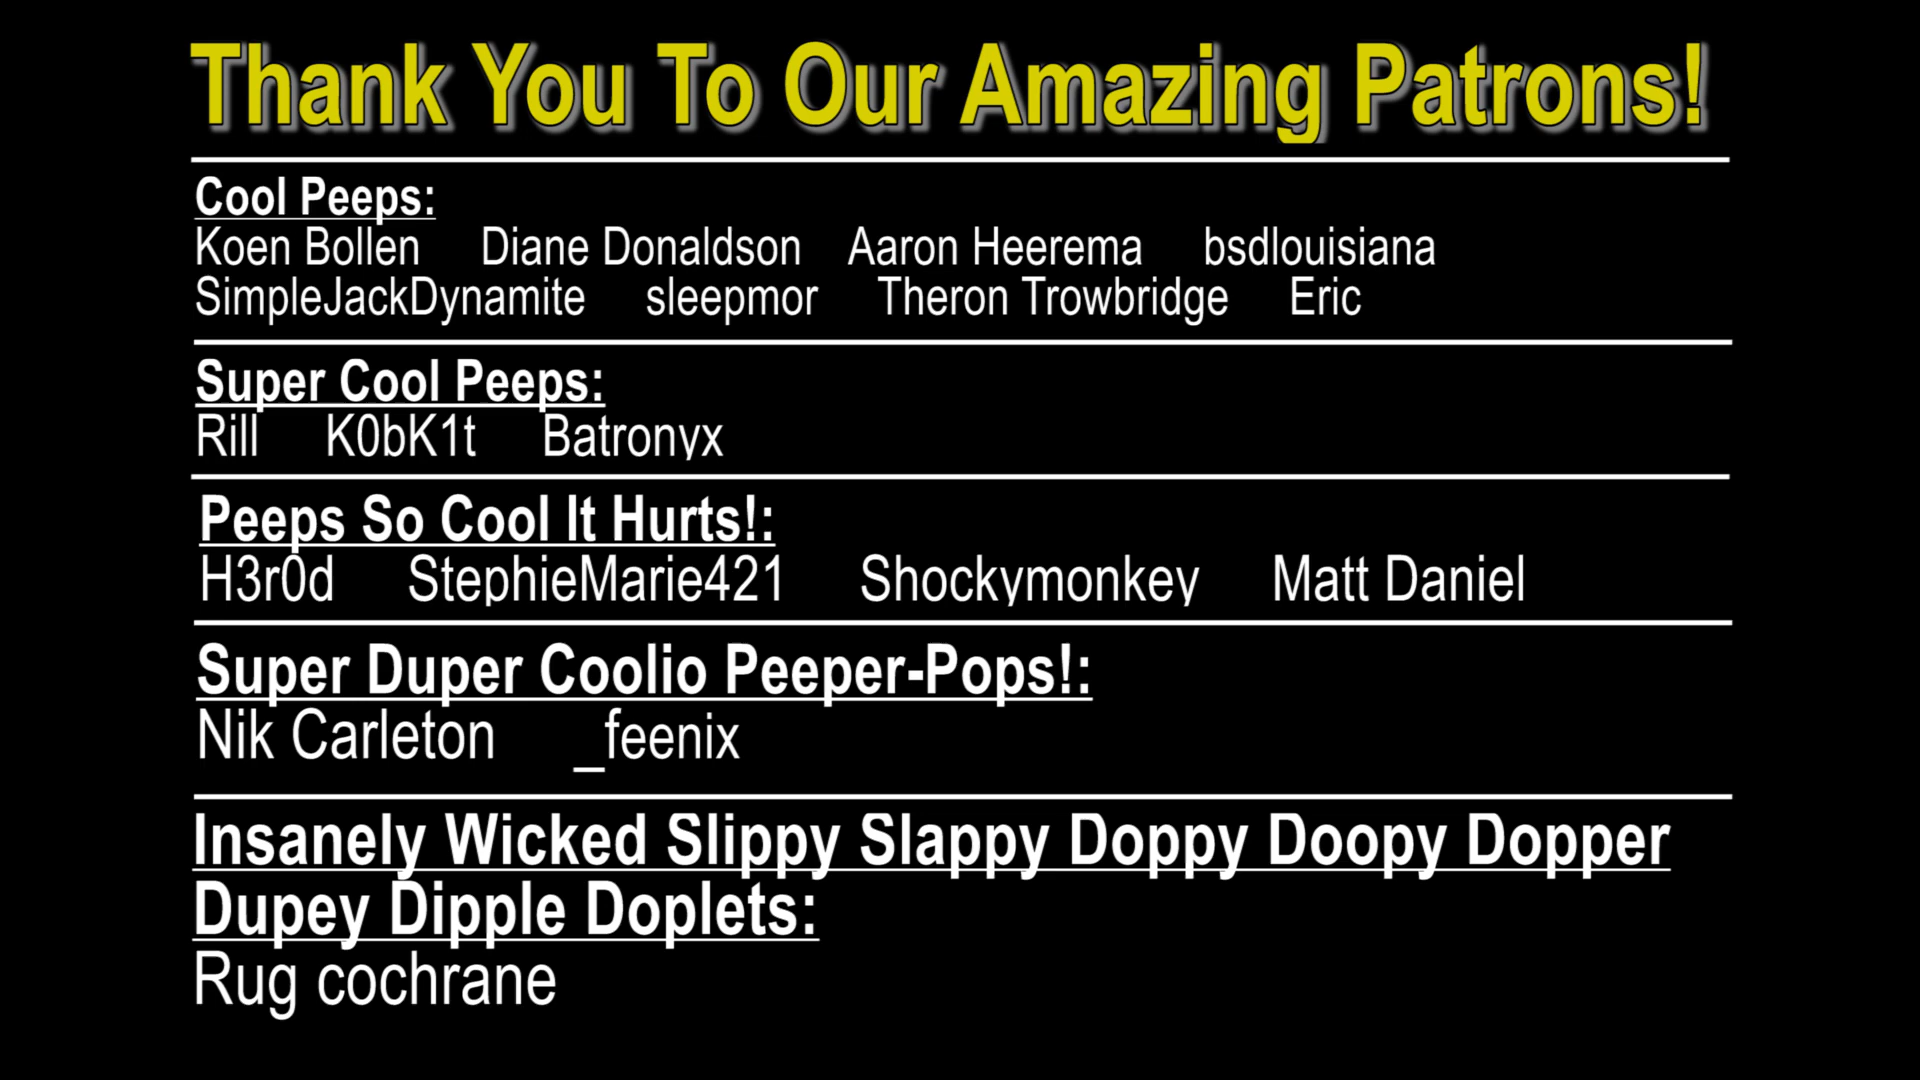 Thank You To Our Amazing Patrons!
Cool Peeps:
Koen Bollen Diane Donaldson Aaron Heerema bsdlouisiana
SimpleJackDynamite sleepmor Theron Trowbridge Eric
Super Cool Peeps:
Rill K0bK1t Batronyx
Peeps So Cool It Hurts!:
H3r0d StephieMarie421 Shockymonkey Matt Daniel
Super Duper Coolio Peeper-Pops!:
Nik Carleton _feenix
Insanely Wicked Slippy Slappy Doppy Doopy Dopper
Dupey Dipple Doplets:
Rug cochrane